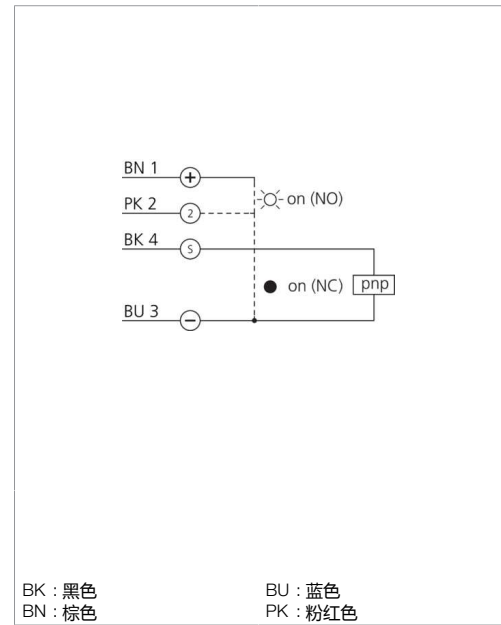 BN 1 +
on (NO)
PK 2 2
BK 4 S
on (NC) pnp
BU 3 −
BK : 黑色 BU : 蓝色
BN : 棕色 PK : 粉红色